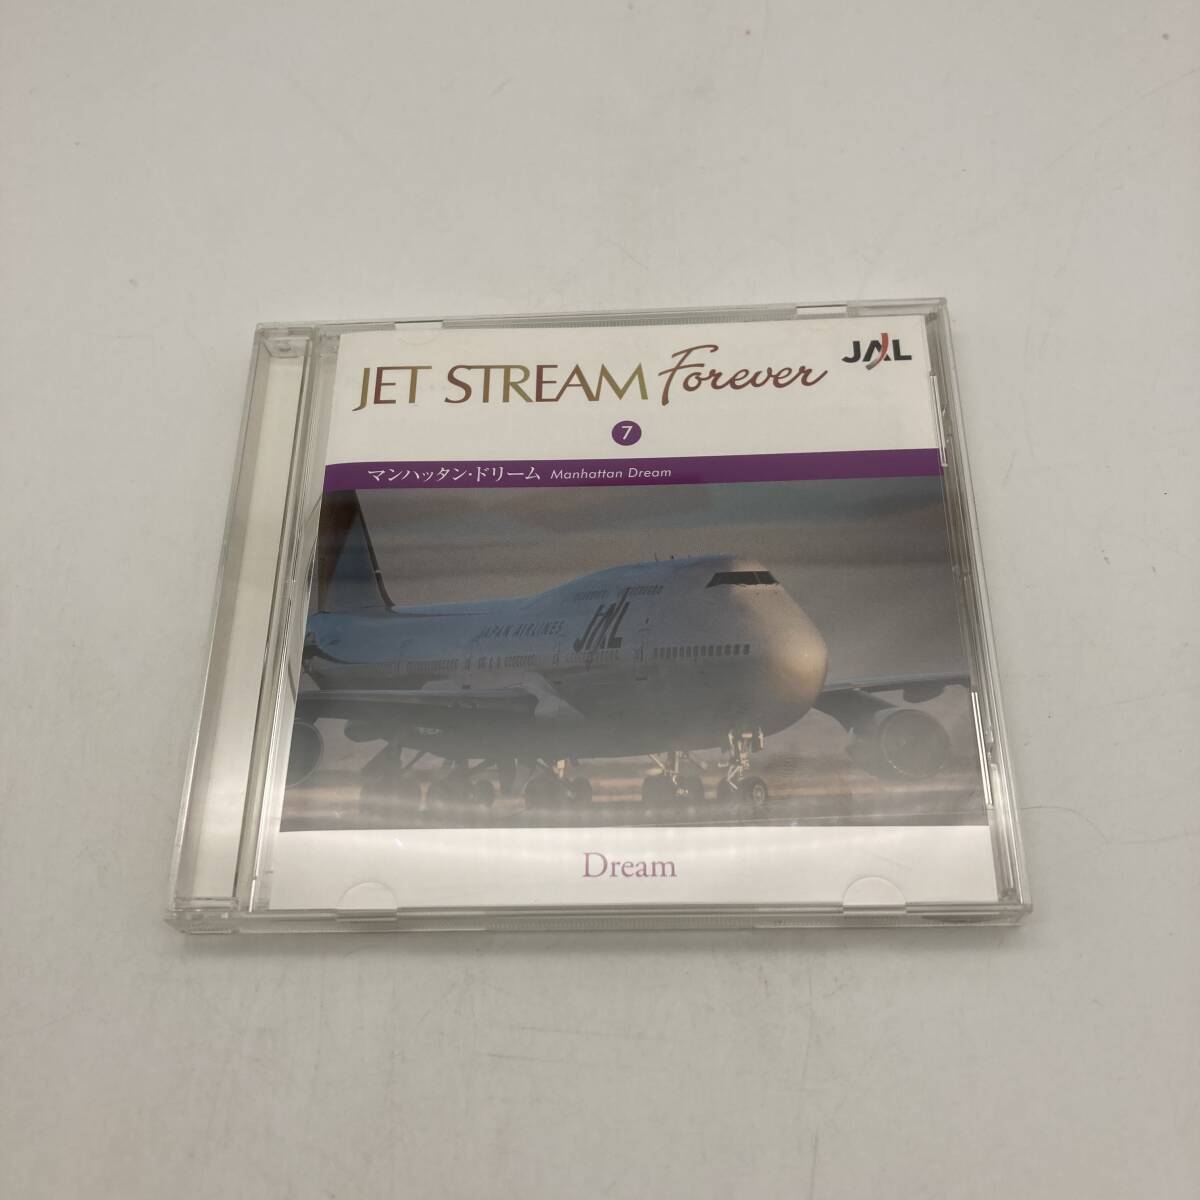 JET STREAM Forever
JAL
7
マンハッタン・ドリーム Manhattan Dream
JAPAN AIRLINES
JAL
Dream